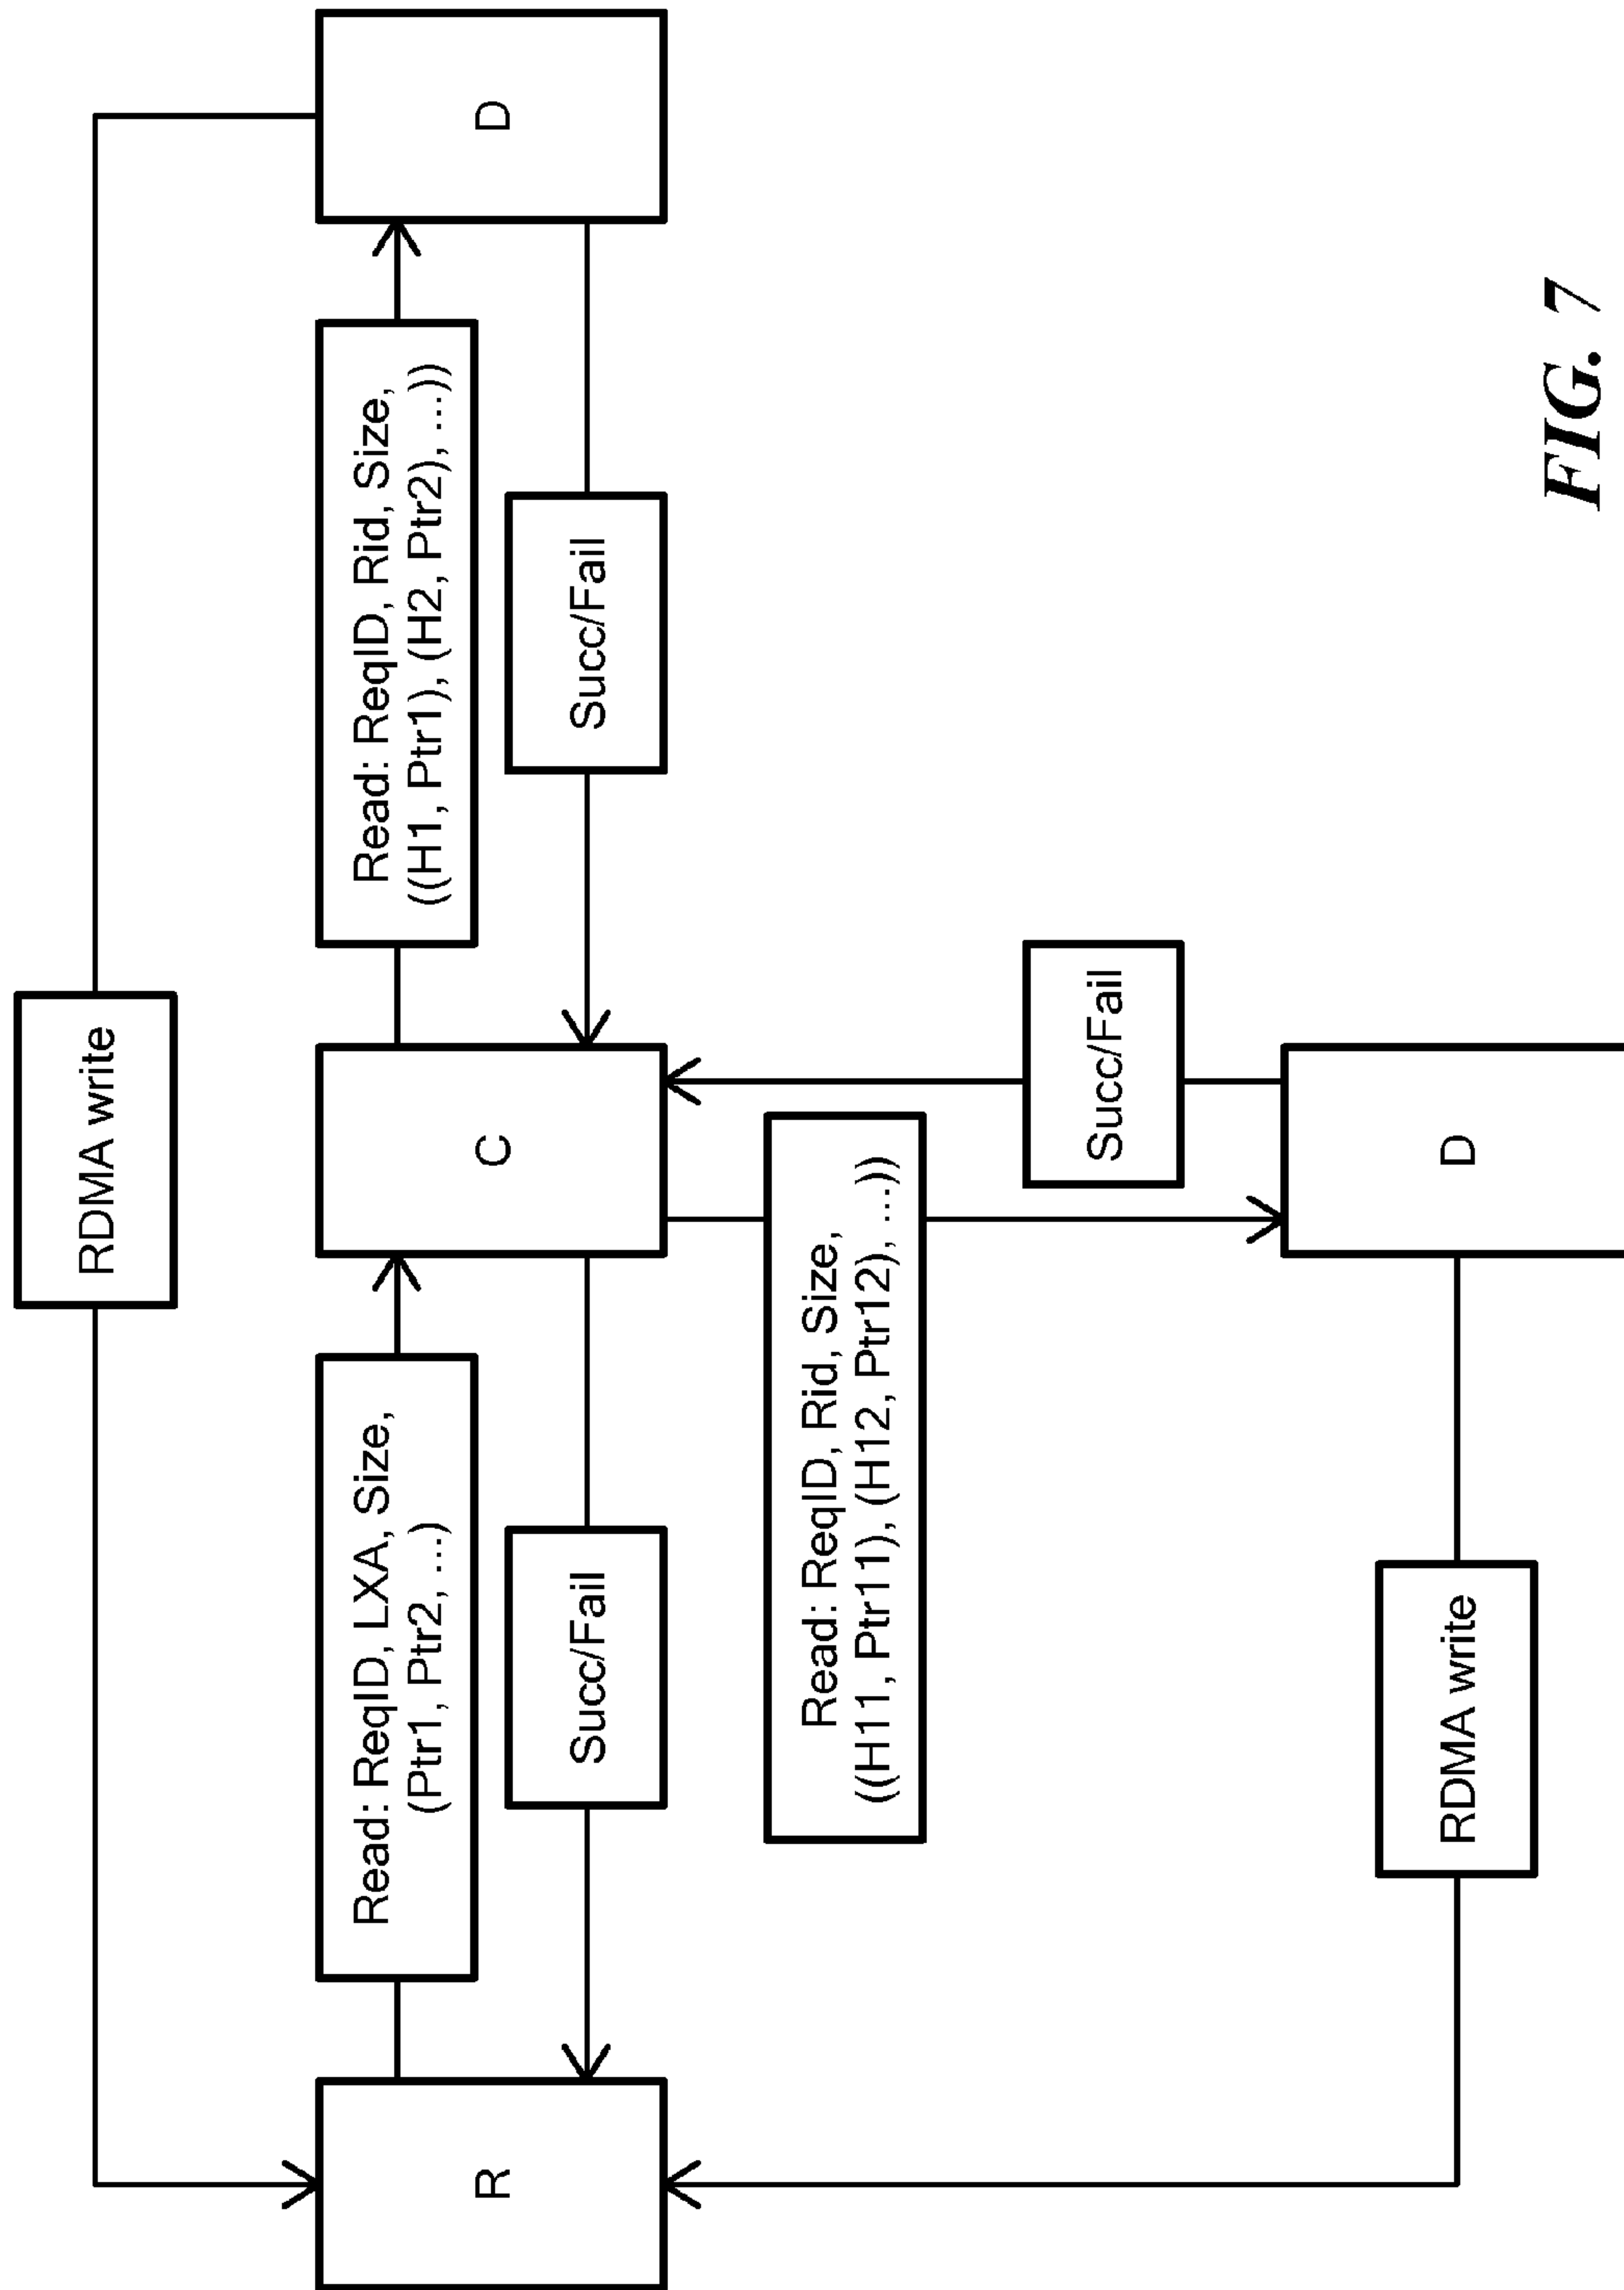 RDMA write
R
Read: ReqID, LXA, Size,
(Ptr1, Ptr2, ...)
Succ/Fail
C
Read: ReqID, Rid, Size,
((H1, Ptr1), (H2, Ptr2), ...))
Succ/Fail
D
Read: ReqID, Rid, Size,
((H11, Ptr11), (H12, Ptr12), ...))
Succ/Fail
RDMA write
D
FIG. 7